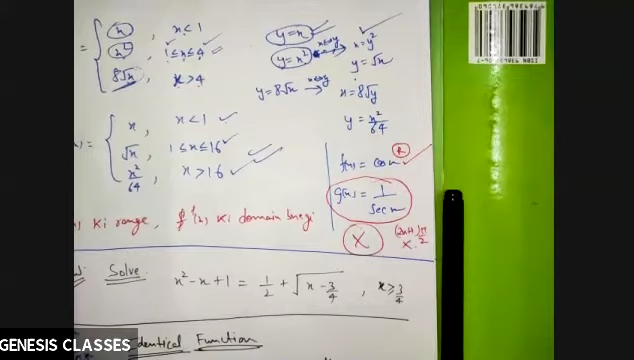 = { x , x < 1
x² , 1 ≤ x ≤ 4
8√x , x > 4
y = x
y = x² x↔y x = y²
y = √x
y = 8√x x↔y x = 8√y
y = x²/64
= { x , x < 1
√x , 1 ≤ x ≤ 16
x²/64 , x > 16
f(x) = cos x R
g(x) = 1/sec x
X (2n+1)π/2
Ki range, Ki domain banegi
Solve x² - x + 1 = 1/2 + √(x - 3/4) , x ≥ 3/4
GENESIS CLASSES
Identical Function